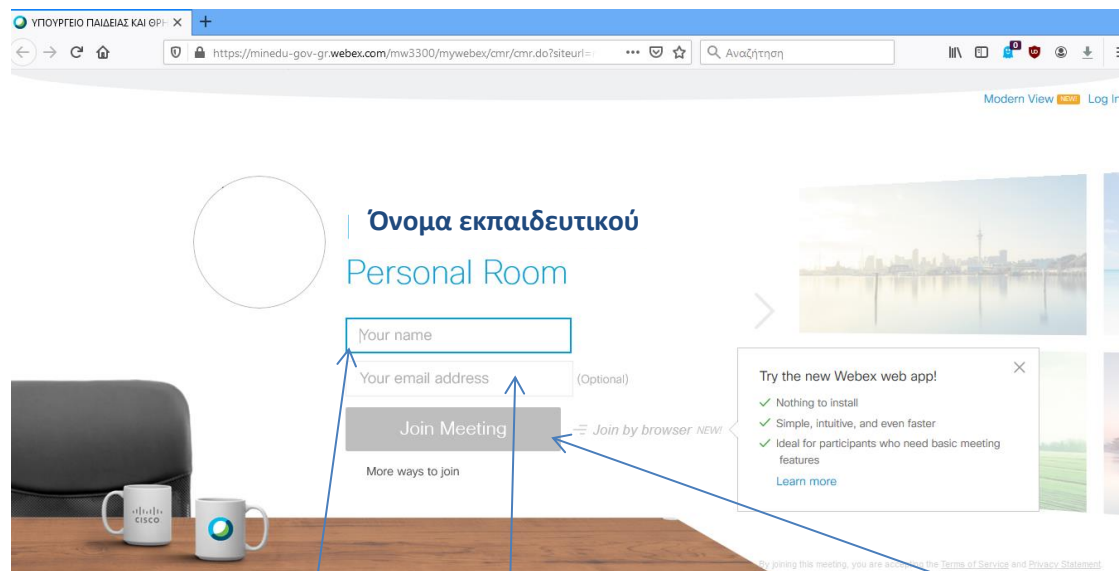 ΥΠΟΥΡΓΕΙΟ ΠΑΙΔΕΙΑΣ ΚΑΙ ΘΡΗ
https://minedu-gov-gr.webex.com/mw3300/mywebex/cmr/cmr.do?siteurl=
Αναζήτηση
0
Modern View NEW! Log In
Όνομα εκπαιδευτικού
Personal Room
Your name
Your email address (Optional)
Join Meeting
Join by browser NEW!
More ways to join
Try the new Webex web app!
Nothing to install
Simple, intuitive, and even faster
Ideal for participants who need basic meeting
features
Learn more
CISCO
By joining this meeting, you are accepting the Terms of Service and Privacy Statement.